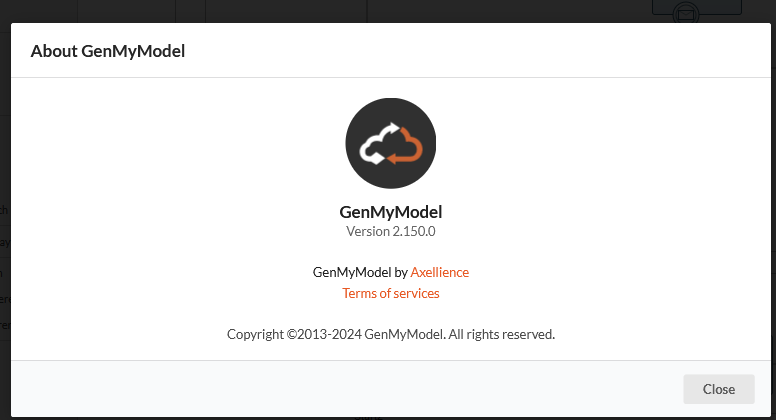 About GenMyModel
GenMyModel
Version 2.150.0
GenMyModel by Axellience
Terms of services
Copyright ©2013-2024 GenMyModel. All rights reserved.
Close